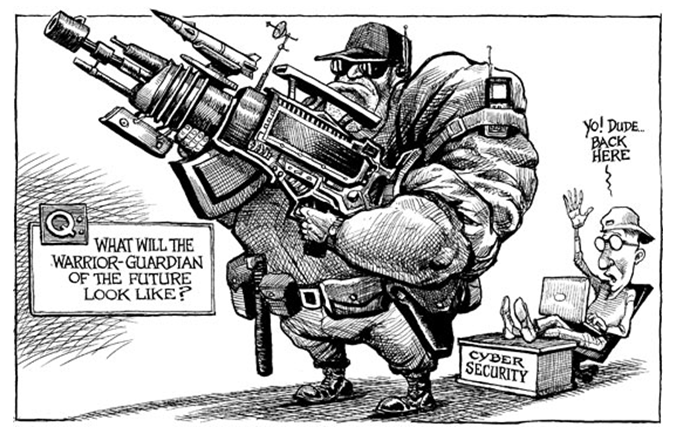 Q
WHAT WILL THE
WARRIOR-GUARDIAN
OF THE FUTURE
LOOK LIKE?
YO! DUDE...
BACK
HERE
CYBER
SECURITY